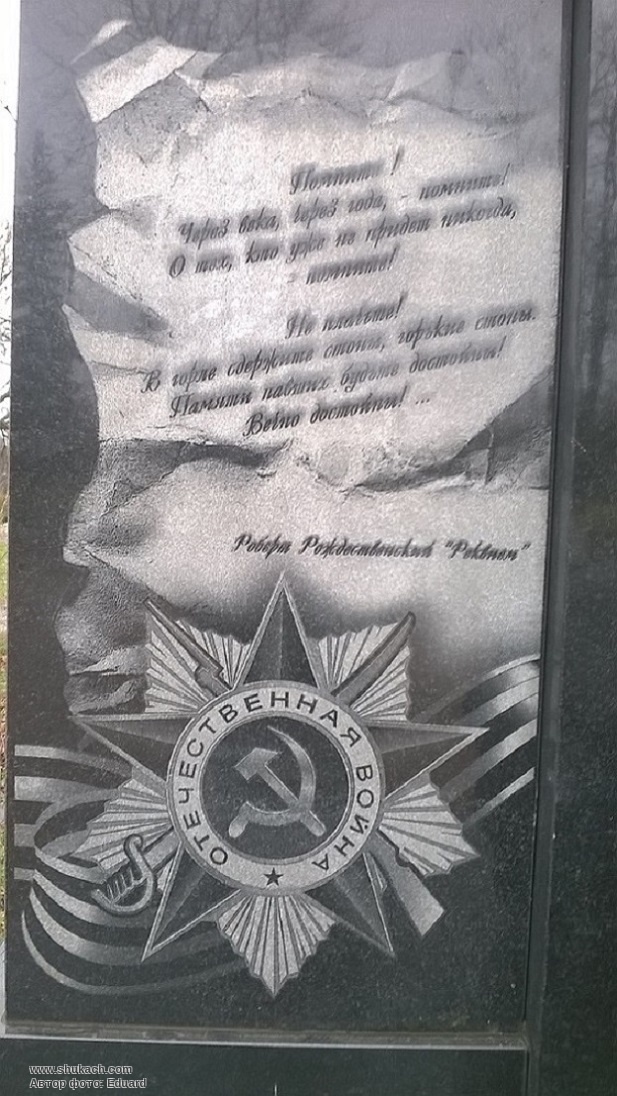 Помните!
Через века, через года, - помните!
О тех, кто уже не придет никогда,
- помните!
Не плачьте!
В горле сдержите стоны, горькие стоны.
Памяти павших будьте достойны!
Вечно достойны! ...
Роберт Рождественский "Реквием"
ОТЕЧЕСТВЕННАЯ ВОЙНА
www.shukach.com
Автор фото: Eduard